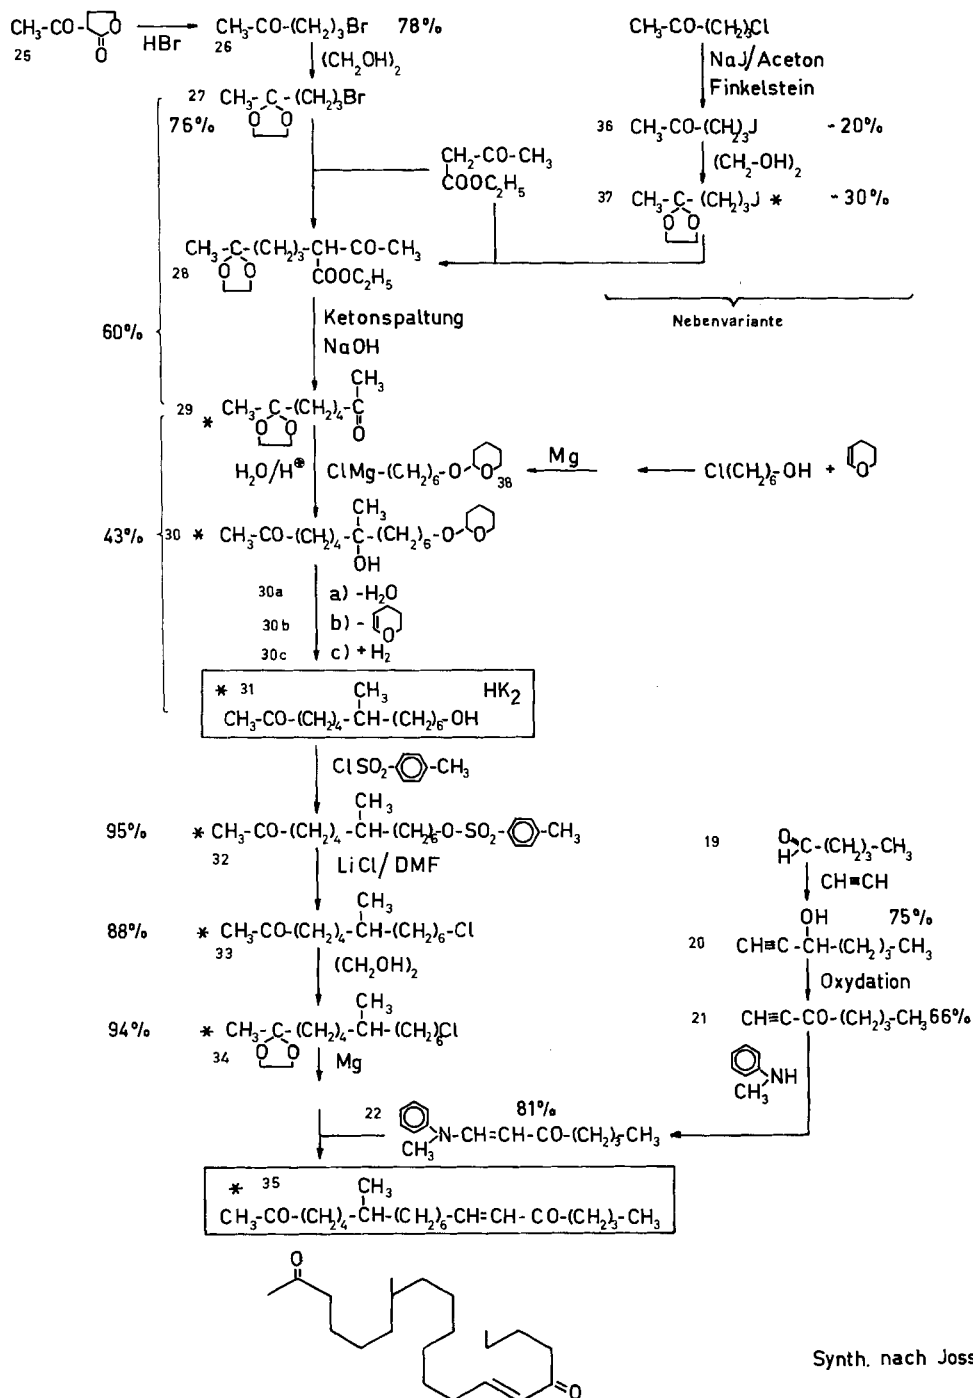 CH₃-CO- O O
25
HBr
CH₃-CO-(CH₂)₃Br 78%
26
(CH₂OH)₂
27 CH₃-C-(CH₂)₃Br
O O
76%
CH₃-CO-(CH₂)₃Cl
NaJ/Aceton
Finkelstein
36 CH₃-CO-(CH₂)₃J -20%
(CH₂-OH)₂
37 CH₃-C-(CH₂)₃J * -30%
O O
CH₂-CO-CH₃
COOC₂H₅
CH₃-C-(CH₂)₃-CH-CO-CH₃
O O COOC₂H₅
28
Nebenvariante
60%
Ketonspaltung
NaOH
CH₃
29 * CH₃-C-(CH₂)₄-C
O O O
H₂O/H⊕ ClMg-(CH₂)₆-O- O 38
Mg
Cl(CH₂)₆-OH + O
CH₃
43% 30 * CH₃-CO-(CH₂)₄-C-(CH₂)₆-O- O
OH
30a a) -H₂O
30b b) - O
30c c) +H₂
* 31 CH₃ HK₂
CH₃-CO-(CH₂)₄-CH-(CH₂)₆-OH
ClSO₂- -CH₃
CH₃
95% * CH₃-CO-(CH₂)₄-CH-(CH₂)₆O-SO₂- -CH₃
32
LiCl/DMF
CH₃
88% * CH₃-CO-(CH₂)₄-CH-(CH₂)₆-Cl
33
(CH₂OH)₂
CH₃
94% * CH₃-C-(CH₂)₄-CH-(CH₂)₆Cl
34 O O
Mg
19 O
H C-(CH₂)₃-CH₃
CH≡CH
OH 75%
20 CH≡C-CH-(CH₂)₃-CH₃
Oxydation
21 CH≡C-CO-(CH₂)₃-CH₃ 66%
NH
CH₃
22 81%
N-CH=CH-CO-(CH₂)₃-CH₃
CH₃
* 35 CH₃
CH₃-CO-(CH₂)₄-CH-(CH₂)₆-CH=CH-CO-(CH₂)₃-CH₃
O
O
Synth. nach Joss